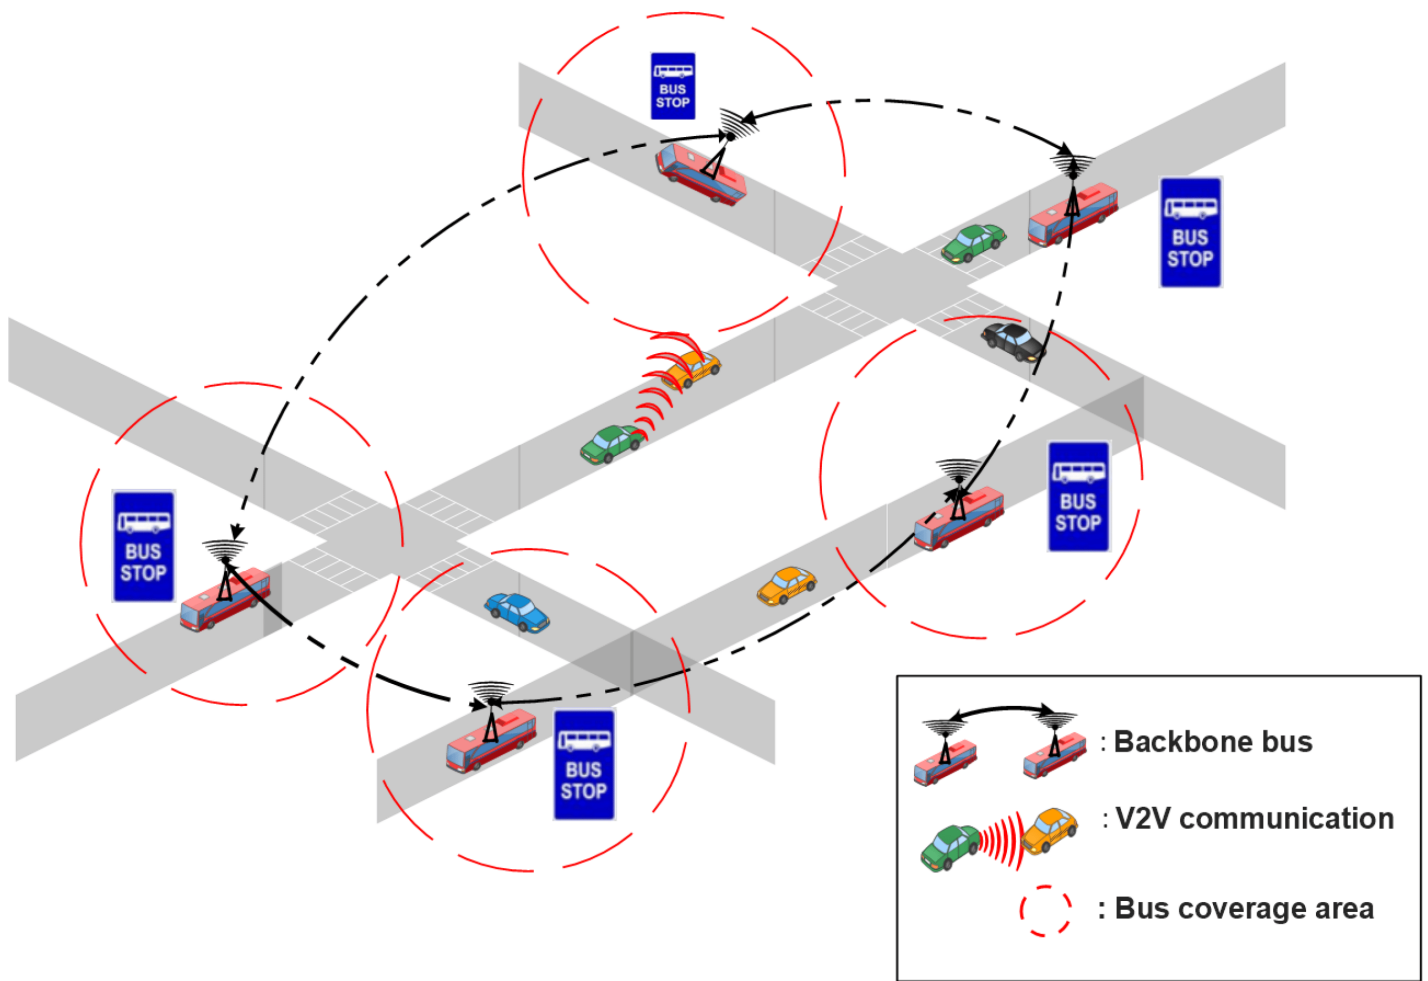 BUS
STOP
BUS
STOP
BUS
STOP
BUS
STOP
BUS
STOP
: Backbone bus
: V2V communication
: Bus coverage area